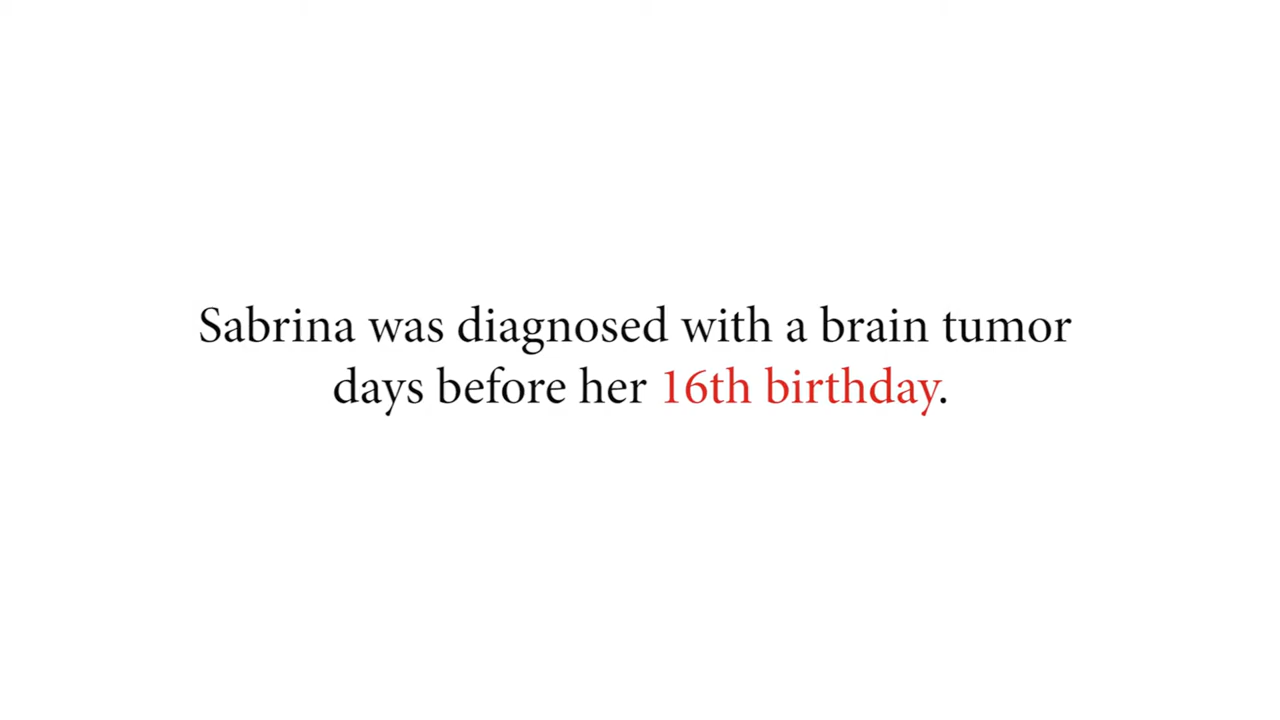 Sabrina was diagnosed with a brain tumor
days before her 16th birthday.